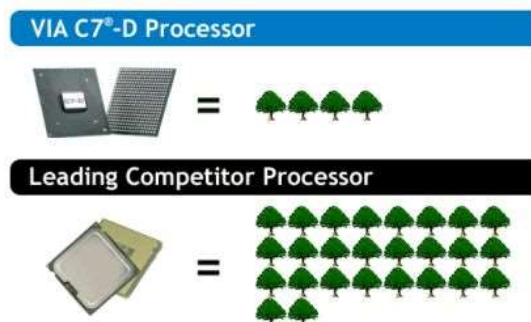 VIA C7®-D Processor
=
Leading Competitor Processor
=